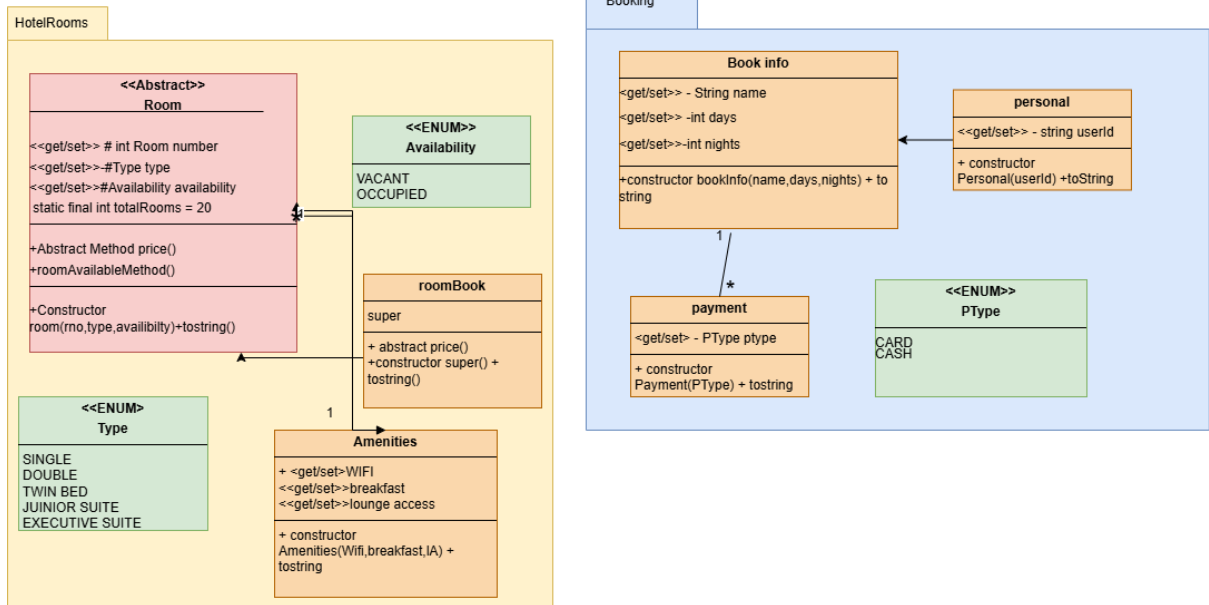 HotelRooms
<<Abstract>>
Room
<<get/set>> # int Room number
<<get/set>>-#Type type
<<get/set>>#Availability availability
static final int totalRooms = 20
+Abstract Method price()
+roomAvailableMethod()
+Constructor
room(rno,type,availibilty)+tostring()
<<ENUM>>
Availability
VACANT
OCCUPIED
roomBook
super
+ abstract price()
+constructor super() +
tostring()
<<ENUM>
Type
SINGLE
DOUBLE
TWIN BED
JUINIOR SUITE
EXECUTIVE SUITE
1
Amenities
+ <get/set>WIFI
<<get/set>>breakfast
<<get/set>>lounge access
+ constructor
Amenities(Wifi,breakfast,lA) +
tostring
Booking
Book info
<get/set>> - String name
<get/set>> -int days
<get/set>>-int nights
+constructor bookInfo(name,days,nights) + to
string
personal
<<get/set>> - string userId
+ constructor
Personal(userId) +toString
1
*
payment
<get/set> - PType ptype
+ constructor
Payment(PType) + tostring
<<ENUM>>
PType
CARD
CASH